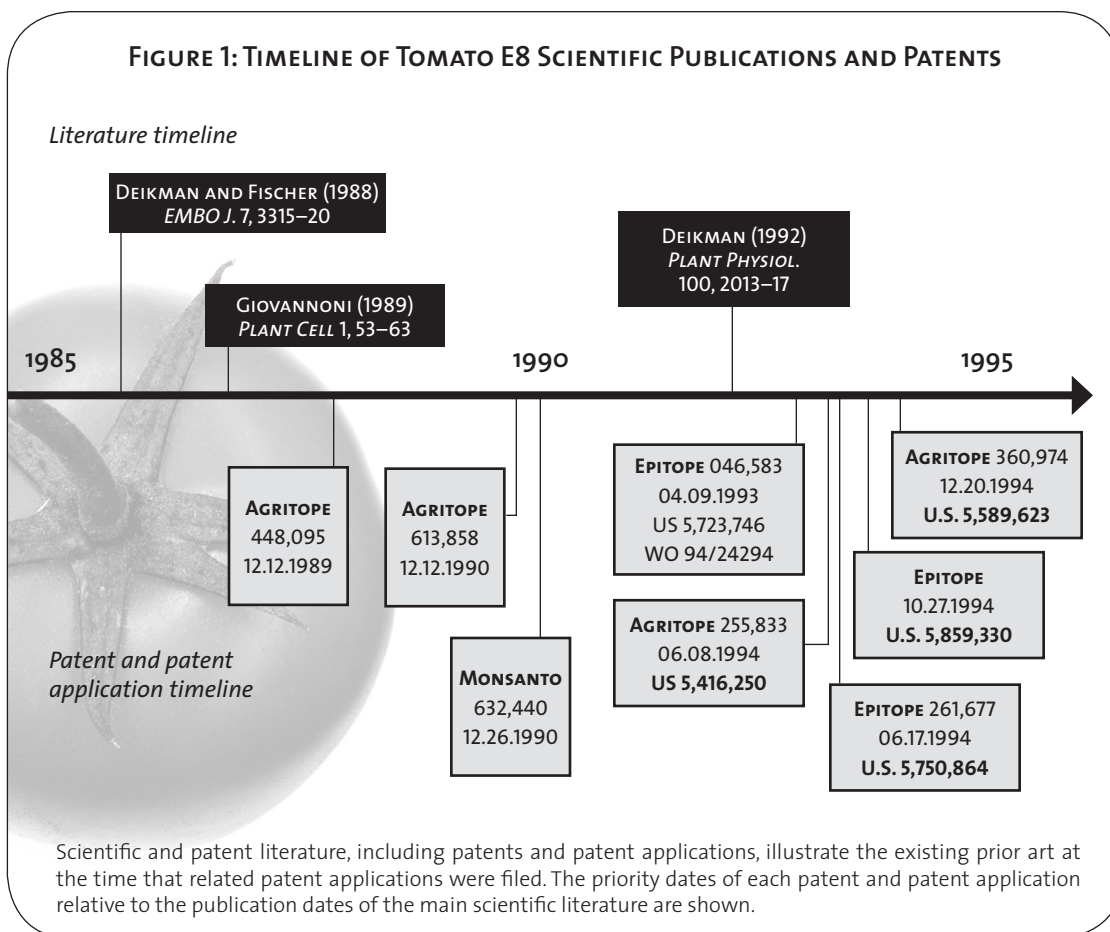 FIGURE 1: TIMELINE OF TOMATO E8 SCIENTIFIC PUBLICATIONS AND PATENTS
Literature timeline
DEIKMAN AND FISCHER (1988)
EMBO J. 7, 3315–20
GIOVANNONI (1989)
PLANT CELL 1, 53–63
DEIKMAN (1992)
PLANT PHYSIOL.
100, 2013–17
1985
1990
1995
AGRITOPE
448,095
12.12.1989
AGRITOPE
613,858
12.12.1990
MONSANTO
632,440
12.26.1990
EPITOPE 046,583
04.09.1993
US 5,723,746
WO 94/24294
AGRITOPE 255,833
06.08.1994
US 5,416,250
EPITOPE 261,677
06.17.1994
U.S. 5,750,864
EPITOPE
10.27.1994
U.S. 5,859,330
AGRITOPE 360,974
12.20.1994
U.S. 5,589,623
Patent and patent
application timeline
Scientific and patent literature, including patents and patent applications, illustrate the existing prior art at
the time that related patent applications were filed. The priority dates of each patent and patent application
relative to the publication dates of the main scientific literature are shown.